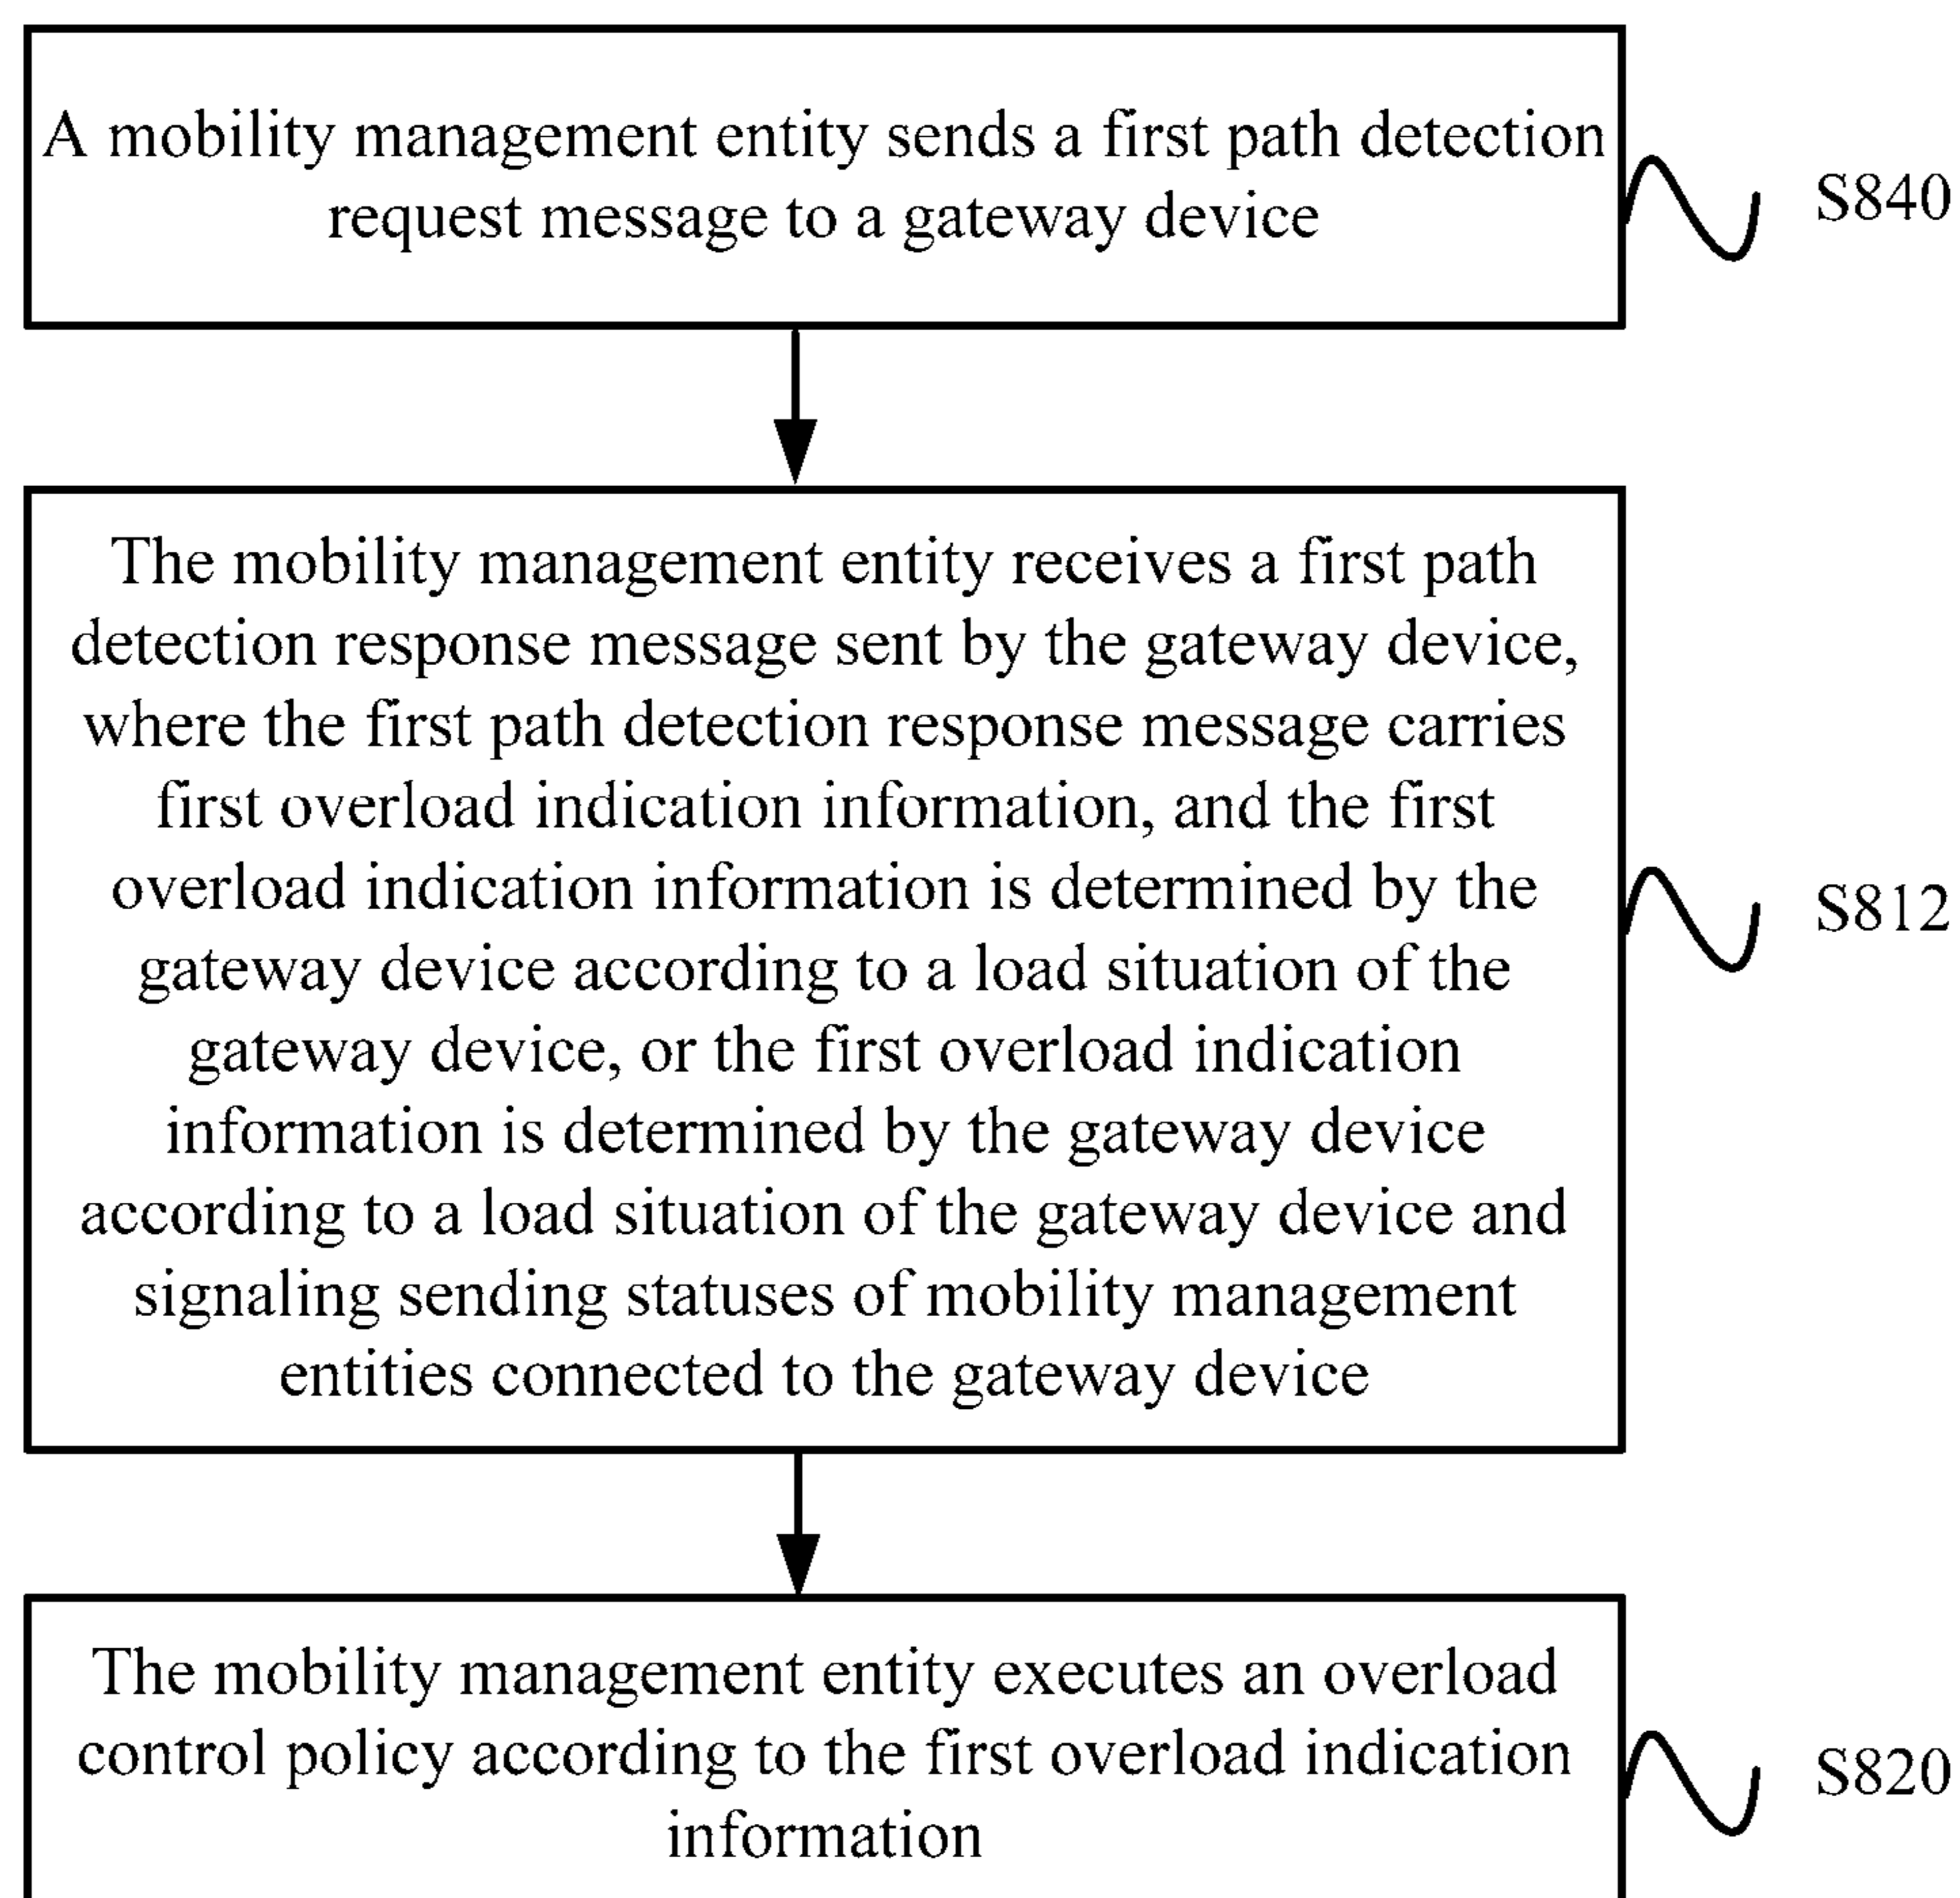 A mobility management entity sends a first path detection
request message to a gateway device
S840
The mobility management entity receives a first path
detection response message sent by the gateway device,
where the first path detection response message carries
first overload indication information, and the first
overload indication information is determined by the
gateway device according to a load situation of the
gateway device, or the first overload indication
information is determined by the gateway device
according to a load situation of the gateway device and
signaling sending statuses of mobility management
entities connected to the gateway device
S812
The mobility management entity executes an overload
control policy according to the first overload indication
information
S820